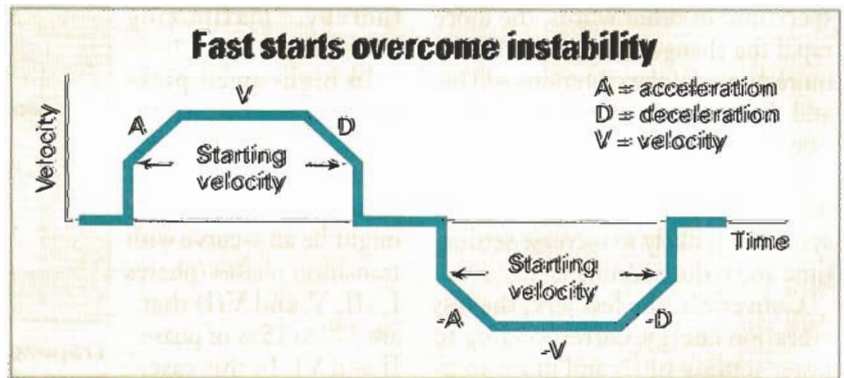 Fast starts overcome instability
A = acceleration
D = deceleration
V = velocity
Velocity
A
V
D
Starting
velocity
Time
Starting
velocity
-A
-V
-D